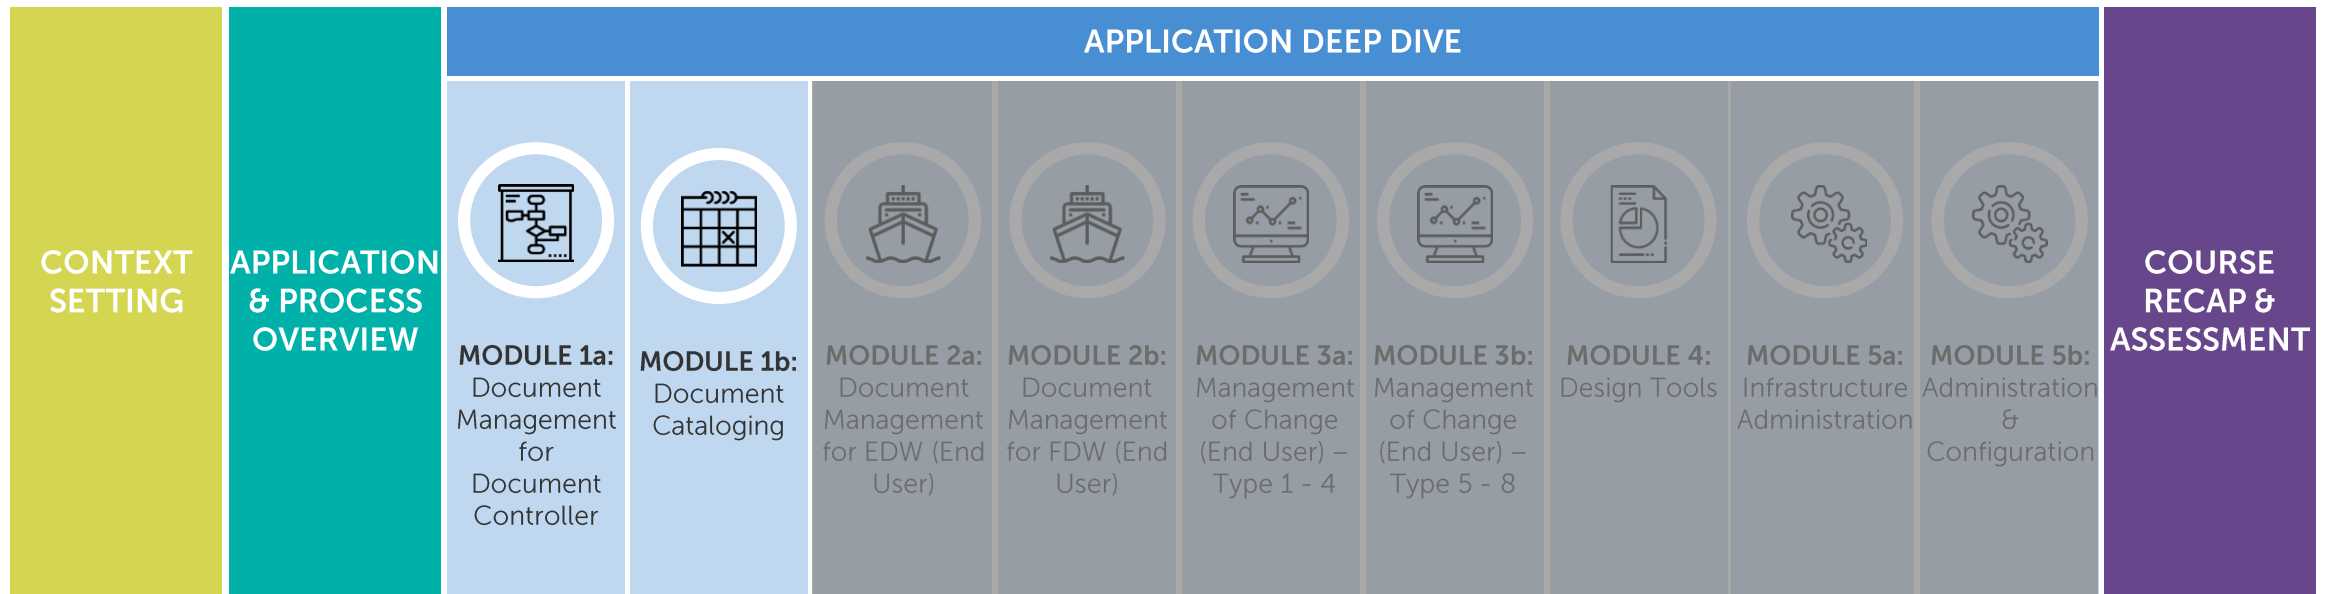 CONTEXT
SETTING
APPLICATION
& PROCESS
OVERVIEW
APPLICATION DEEP DIVE
MODULE 1a:
Document
Management
for
Document
Controller
MODULE 1b:
Document
Cataloging
MODULE 2a:
Document
Management
for EDW (End
User)
MODULE 2b:
Document
Management
for FDW (End
User)
MODULE 3a:
Management
of Change
(End User) –
Type 1 - 4
MODULE 3b:
Management
of Change
(End User) –
Type 5 - 8
MODULE 4:
Design Tools
MODULE 5a:
Infrastructure
Administration
MODULE 5b:
Administration
&
Configuration
COURSE
RECAP &
ASSESSMENT